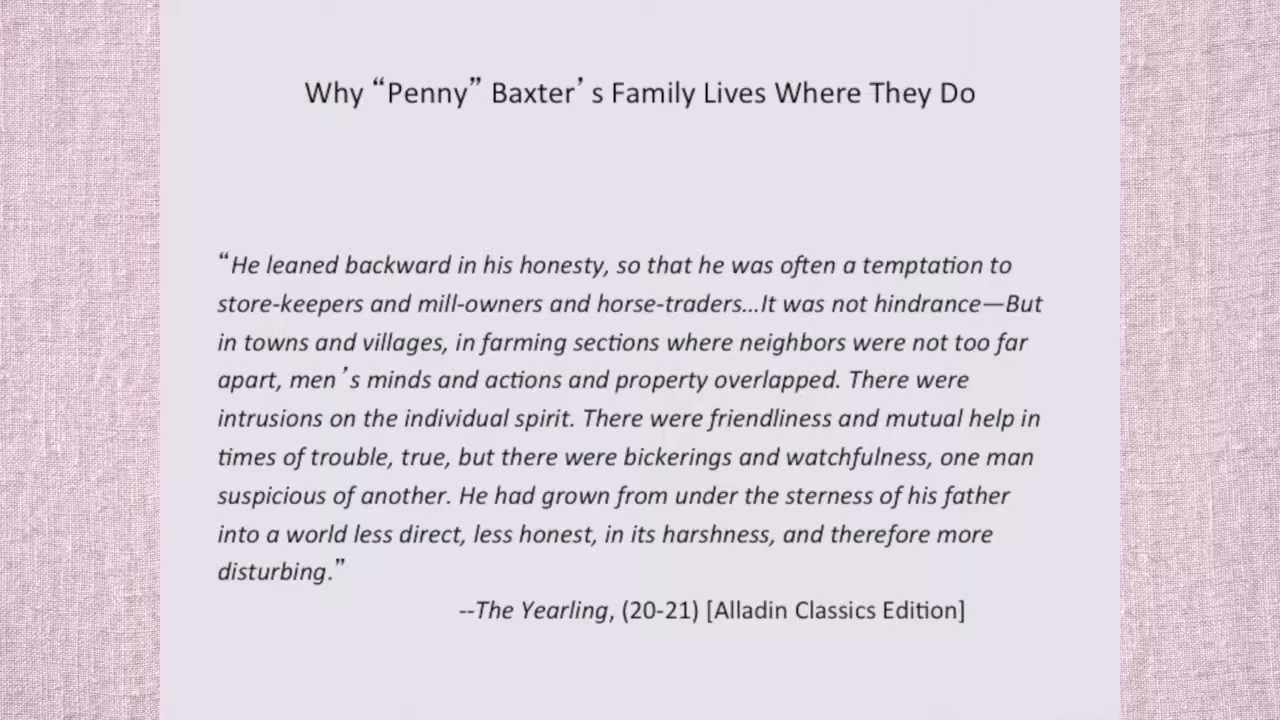 Why “Penny” Baxter’s Family Lives Where They Do
“He leaned backward in his honesty, so that he was often a temptation to
store-keepers and mill-owners and horse-traders…It was not hindrance—But
in towns and villages, in farming sections where neighbors were not too far
apart, men’s minds and actions and property overlapped. There were
intrusions on the individual spirit. There were friendliness and mutual help in
times of trouble, true, but there were bickerings and watchfulness, one man
suspicious of another. He had grown from under the sterness of his father
into a world less direct, less honest, in its harshness, and therefore more
disturbing.”
--The Yearling, (20-21) [Alladin Classics Edition]